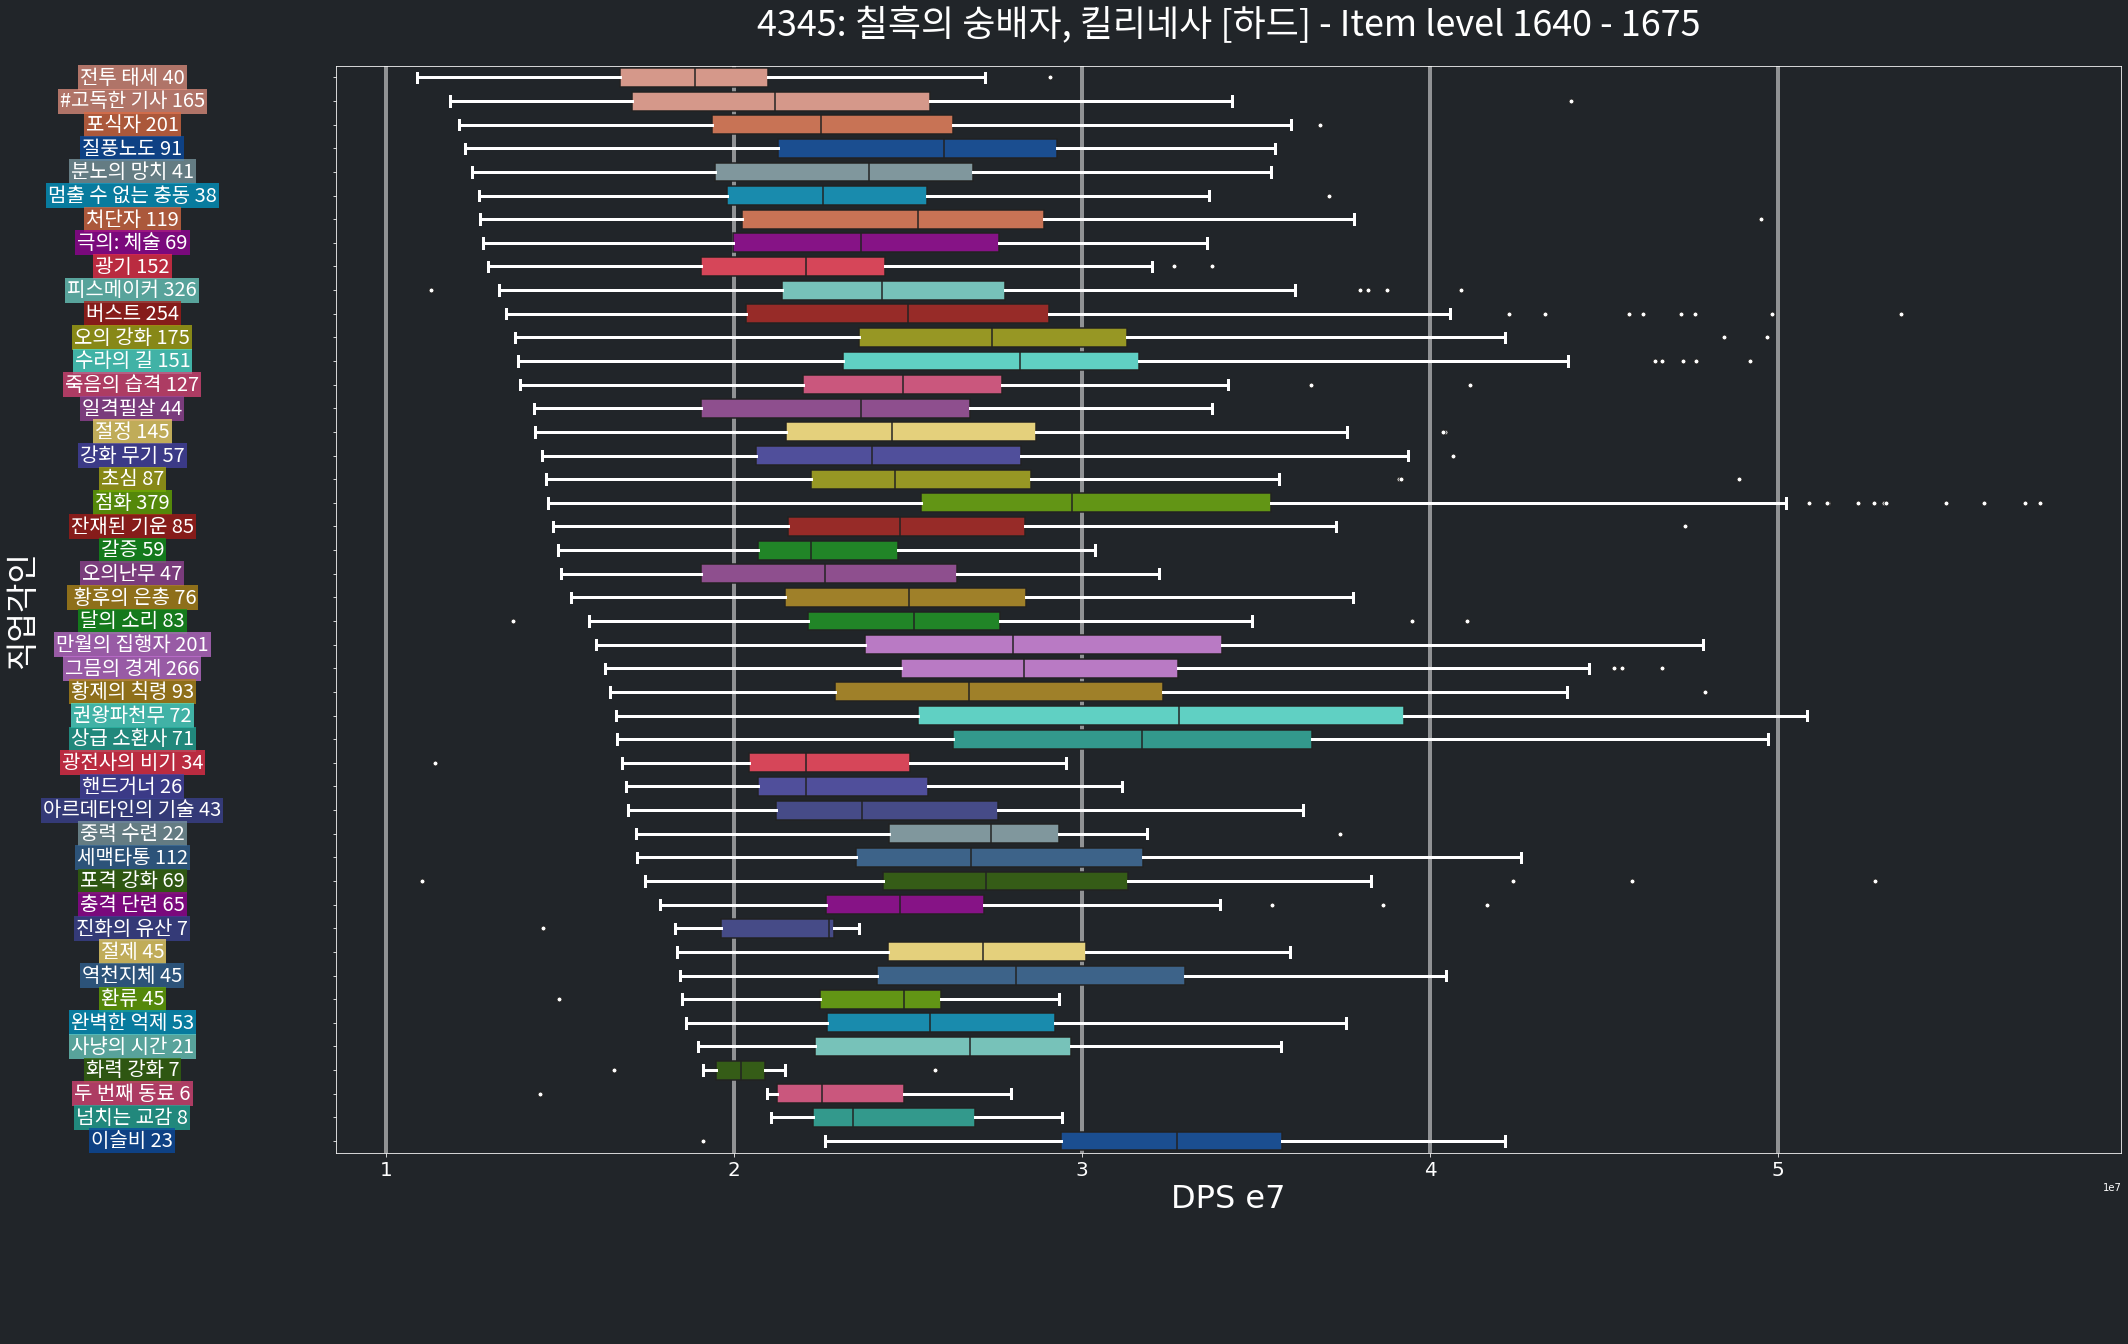 4345: 칠흑의 숭배자, 킬리네사 [하드] - Item level 1640 - 1675
직업각인
전투 태세 40
#고독한 기사 165
포식자 201
질풍노도 91
분노의 망치 41
멈출 수 없는 충동 38
처단자 119
극의: 체술 69
광기 152
피스메이커 326
버스트 254
오의 강화 175
수라의 길 151
죽음의 습격 127
일격필살 44
절정 145
강화 무기 57
초심 87
점화 379
잔재된 기운 85
갈증 59
오의난무 47
황후의 은총 76
달의 소리 83
만월의 집행자 201
그믐의 경계 266
황제의 칙령 93
권왕파천무 72
상급 소환사 71
광전사의 비기 34
핸드거너 26
아르데타인의 기술 43
중력 수련 22
세맥타통 112
포격 강화 69
충격 단련 65
진화의 유산 7
절제 45
역천지체 45
환류 45
완벽한 억제 53
사냥의 시간 21
화력 강화 7
두 번째 동료 6
넘치는 교감 8
이슬비 23
1 2 3 4 5
1e7
DPS e7